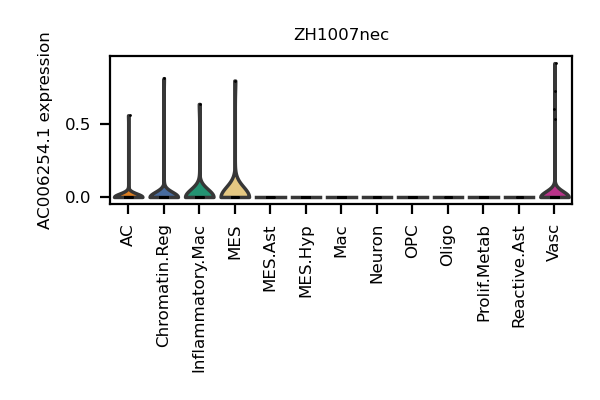 ZH1007nec
AC006254.1 expression
0.5
0.0
AC
Chromatin.Reg
Inflammatory.Mac
MES
MES.Ast
MES.Hyp
Mac
Neuron
OPC
Oligo
Prolif.Metab
Reactive.Ast
Vasc